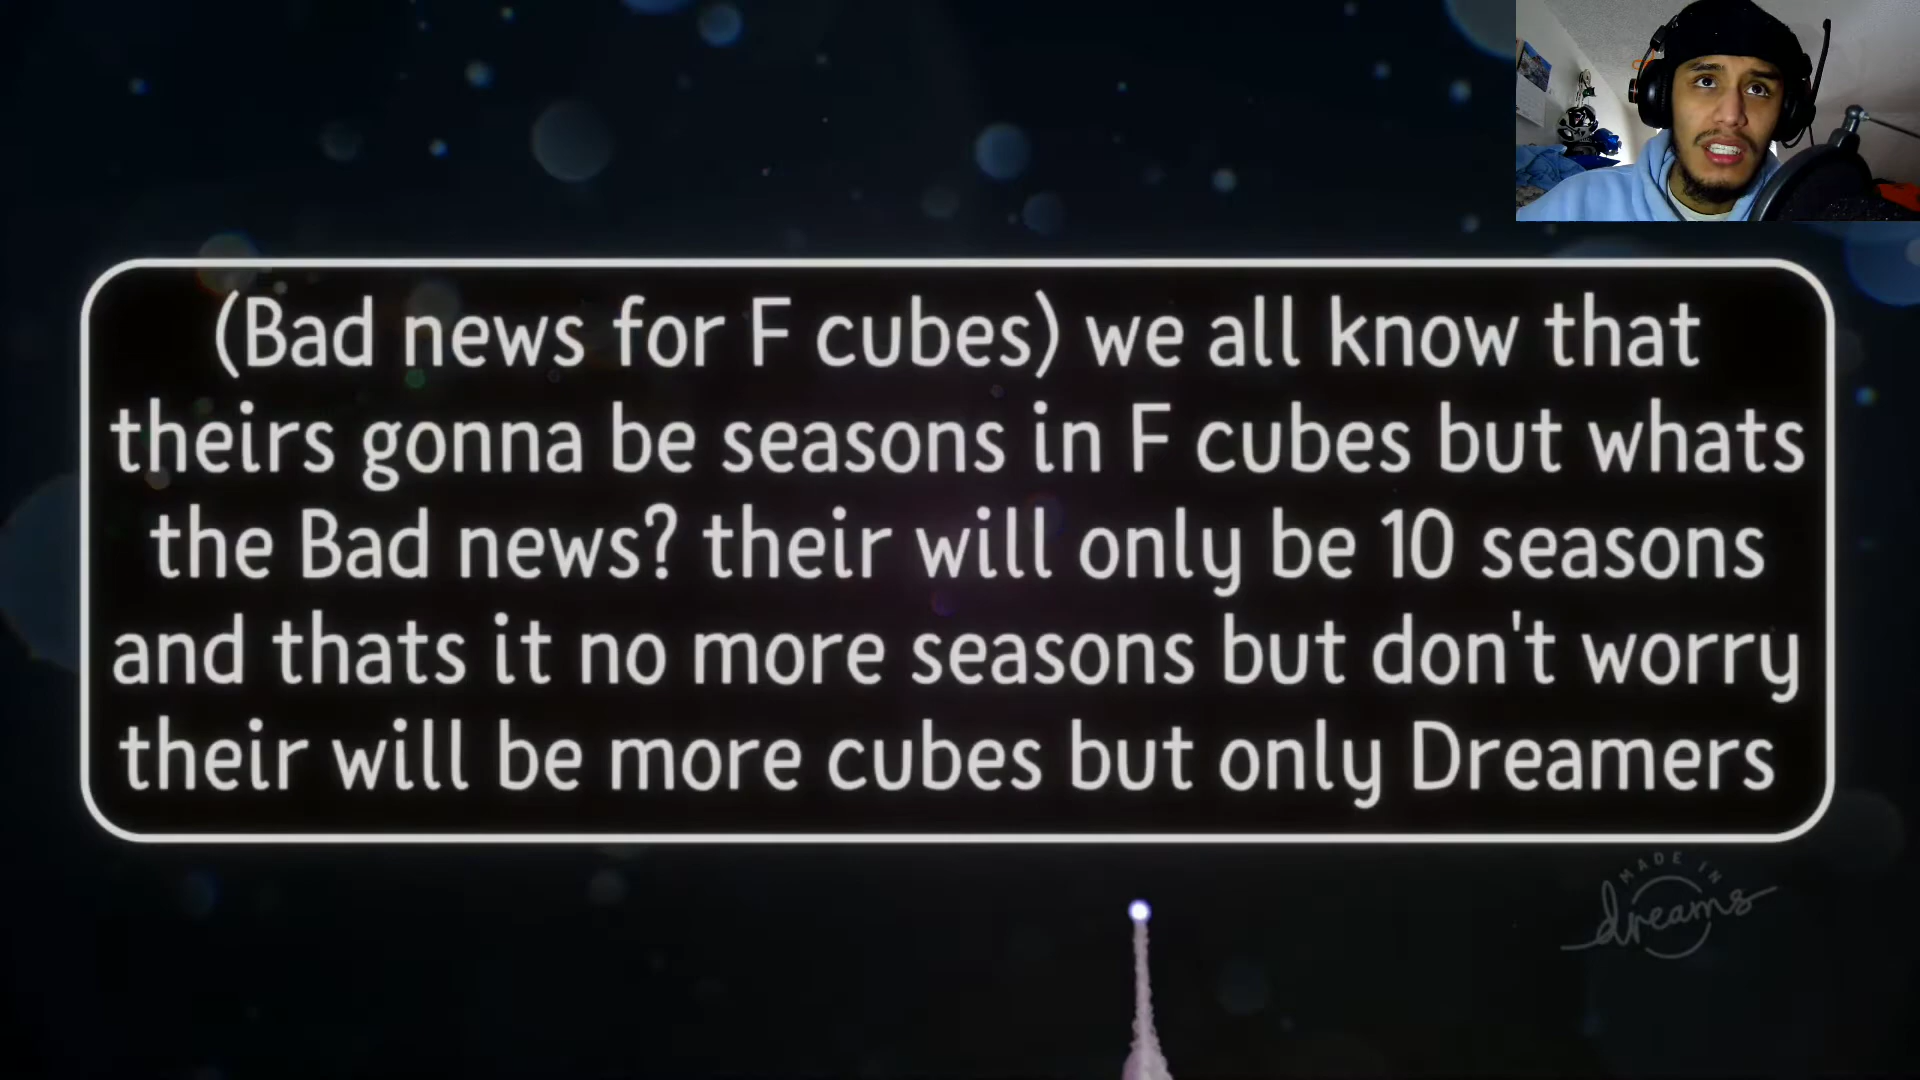 (Bad news for F cubes) we all know that
theirs gonna be seasons in F cubes but whats
the Bad news? their will only be 10 seasons
and thats it no more seasons but don't worry
their will be more cubes but only Dreamers
MADE IN
dreams